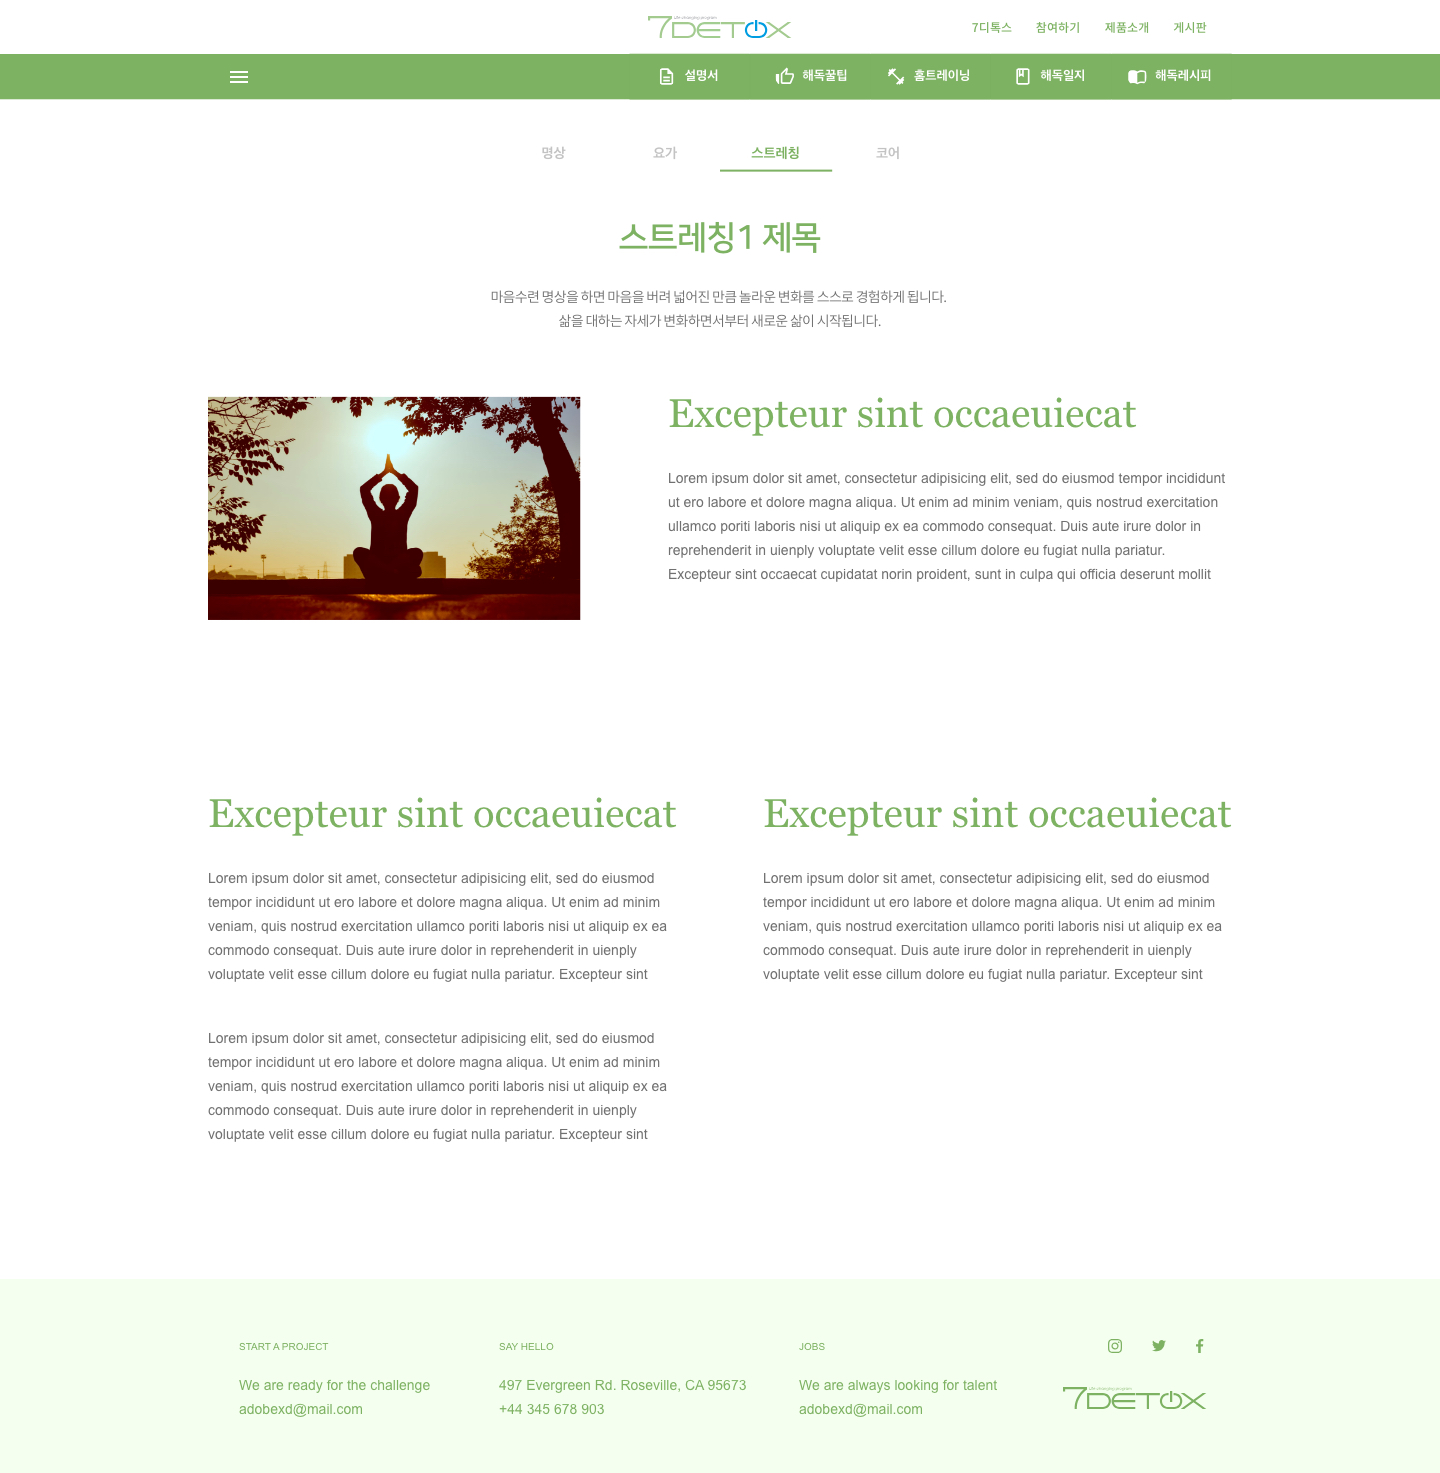 7DETOX
7디톡스
참여하기
제품소개
게시판
설명서
해독꿀팁
홈트레이닝
해독일지
해독레시피
명상
요가
스트레칭
코어
스트레칭1 제목
마음수련 명상을 하면 마음을 버려 넓어진 만큼 놀라운 변화를 스스로 경험하게 됩니다.
삶을 대하는 자세가 변화하면서부터 새로운 삶이 시작됩니다.
Excepteur sint occaeuiecat
Lorem ipsum dolor sit amet, consectetur adipisicing elit, sed do eiusmod tempor incididunt
ut ero labore et dolore magna aliqua. Ut enim ad minim veniam, quis nostrud exercitation
ullamco poriti laboris nisi ut aliquip ex ea commodo consequat. Duis aute irure dolor in
reprehenderit in uienply voluptate velit esse cillum dolore eu fugiat nulla pariatur.
Excepteur sint occaecat cupidatat norin proident, sunt in culpa qui officia deserunt mollit
Excepteur sint occaeuiecat
Lorem ipsum dolor sit amet, consectetur adipisicing elit, sed do eiusmod
tempor incididunt ut ero labore et dolore magna aliqua. Ut enim ad minim
veniam, quis nostrud exercitation ullamco poriti laboris nisi ut aliquip ex ea
commodo consequat. Duis aute irure dolor in reprehenderit in uienply
voluptate velit esse cillum dolore eu fugiat nulla pariatur. Excepteur sint
Lorem ipsum dolor sit amet, consectetur adipisicing elit, sed do eiusmod
tempor incididunt ut ero labore et dolore magna aliqua. Ut enim ad minim
veniam, quis nostrud exercitation ullamco poriti laboris nisi ut aliquip ex ea
commodo consequat. Duis aute irure dolor in reprehenderit in uienply
voluptate velit esse cillum dolore eu fugiat nulla pariatur. Excepteur sint
Excepteur sint occaeuiecat
Lorem ipsum dolor sit amet, consectetur adipisicing elit, sed do eiusmod
tempor incididunt ut ero labore et dolore magna aliqua. Ut enim ad minim
veniam, quis nostrud exercitation ullamco poriti laboris nisi ut aliquip ex ea
commodo consequat. Duis aute irure dolor in reprehenderit in uienply
voluptate velit esse cillum dolore eu fugiat nulla pariatur. Excepteur sint
START A PROJECT
We are ready for the challenge
adobexd@mail.com
SAY HELLO
497 Evergreen Rd. Roseville, CA 95673
+44 345 678 903
JOBS
We are always looking for talent
adobexd@mail.com
7DETOX